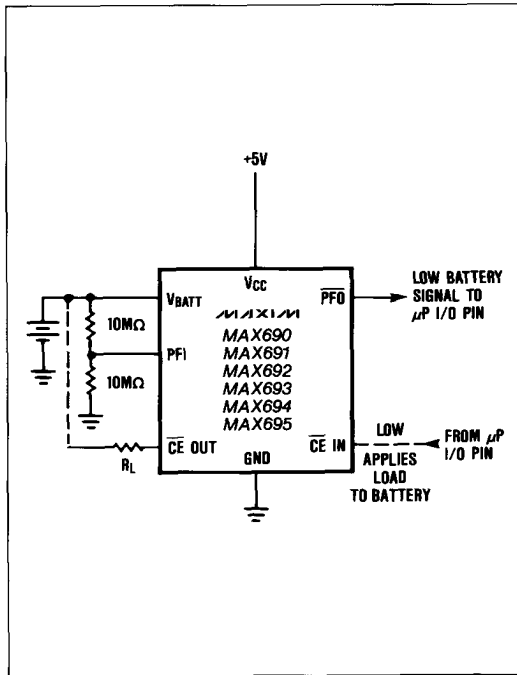 +5V
VBATT
VCC
PFO
LOW BATTERY
SIGNAL TO
μP I/O PIN
10MΩ
MAXIM
MAX690
MAX691
MAX692
MAX693
MAX694
MAX695
PFI
10MΩ
RL
CE OUT
GND
CE IN
LOW
APPLIES
LOAD
TO BATTERY
FROM μP
I/O PIN